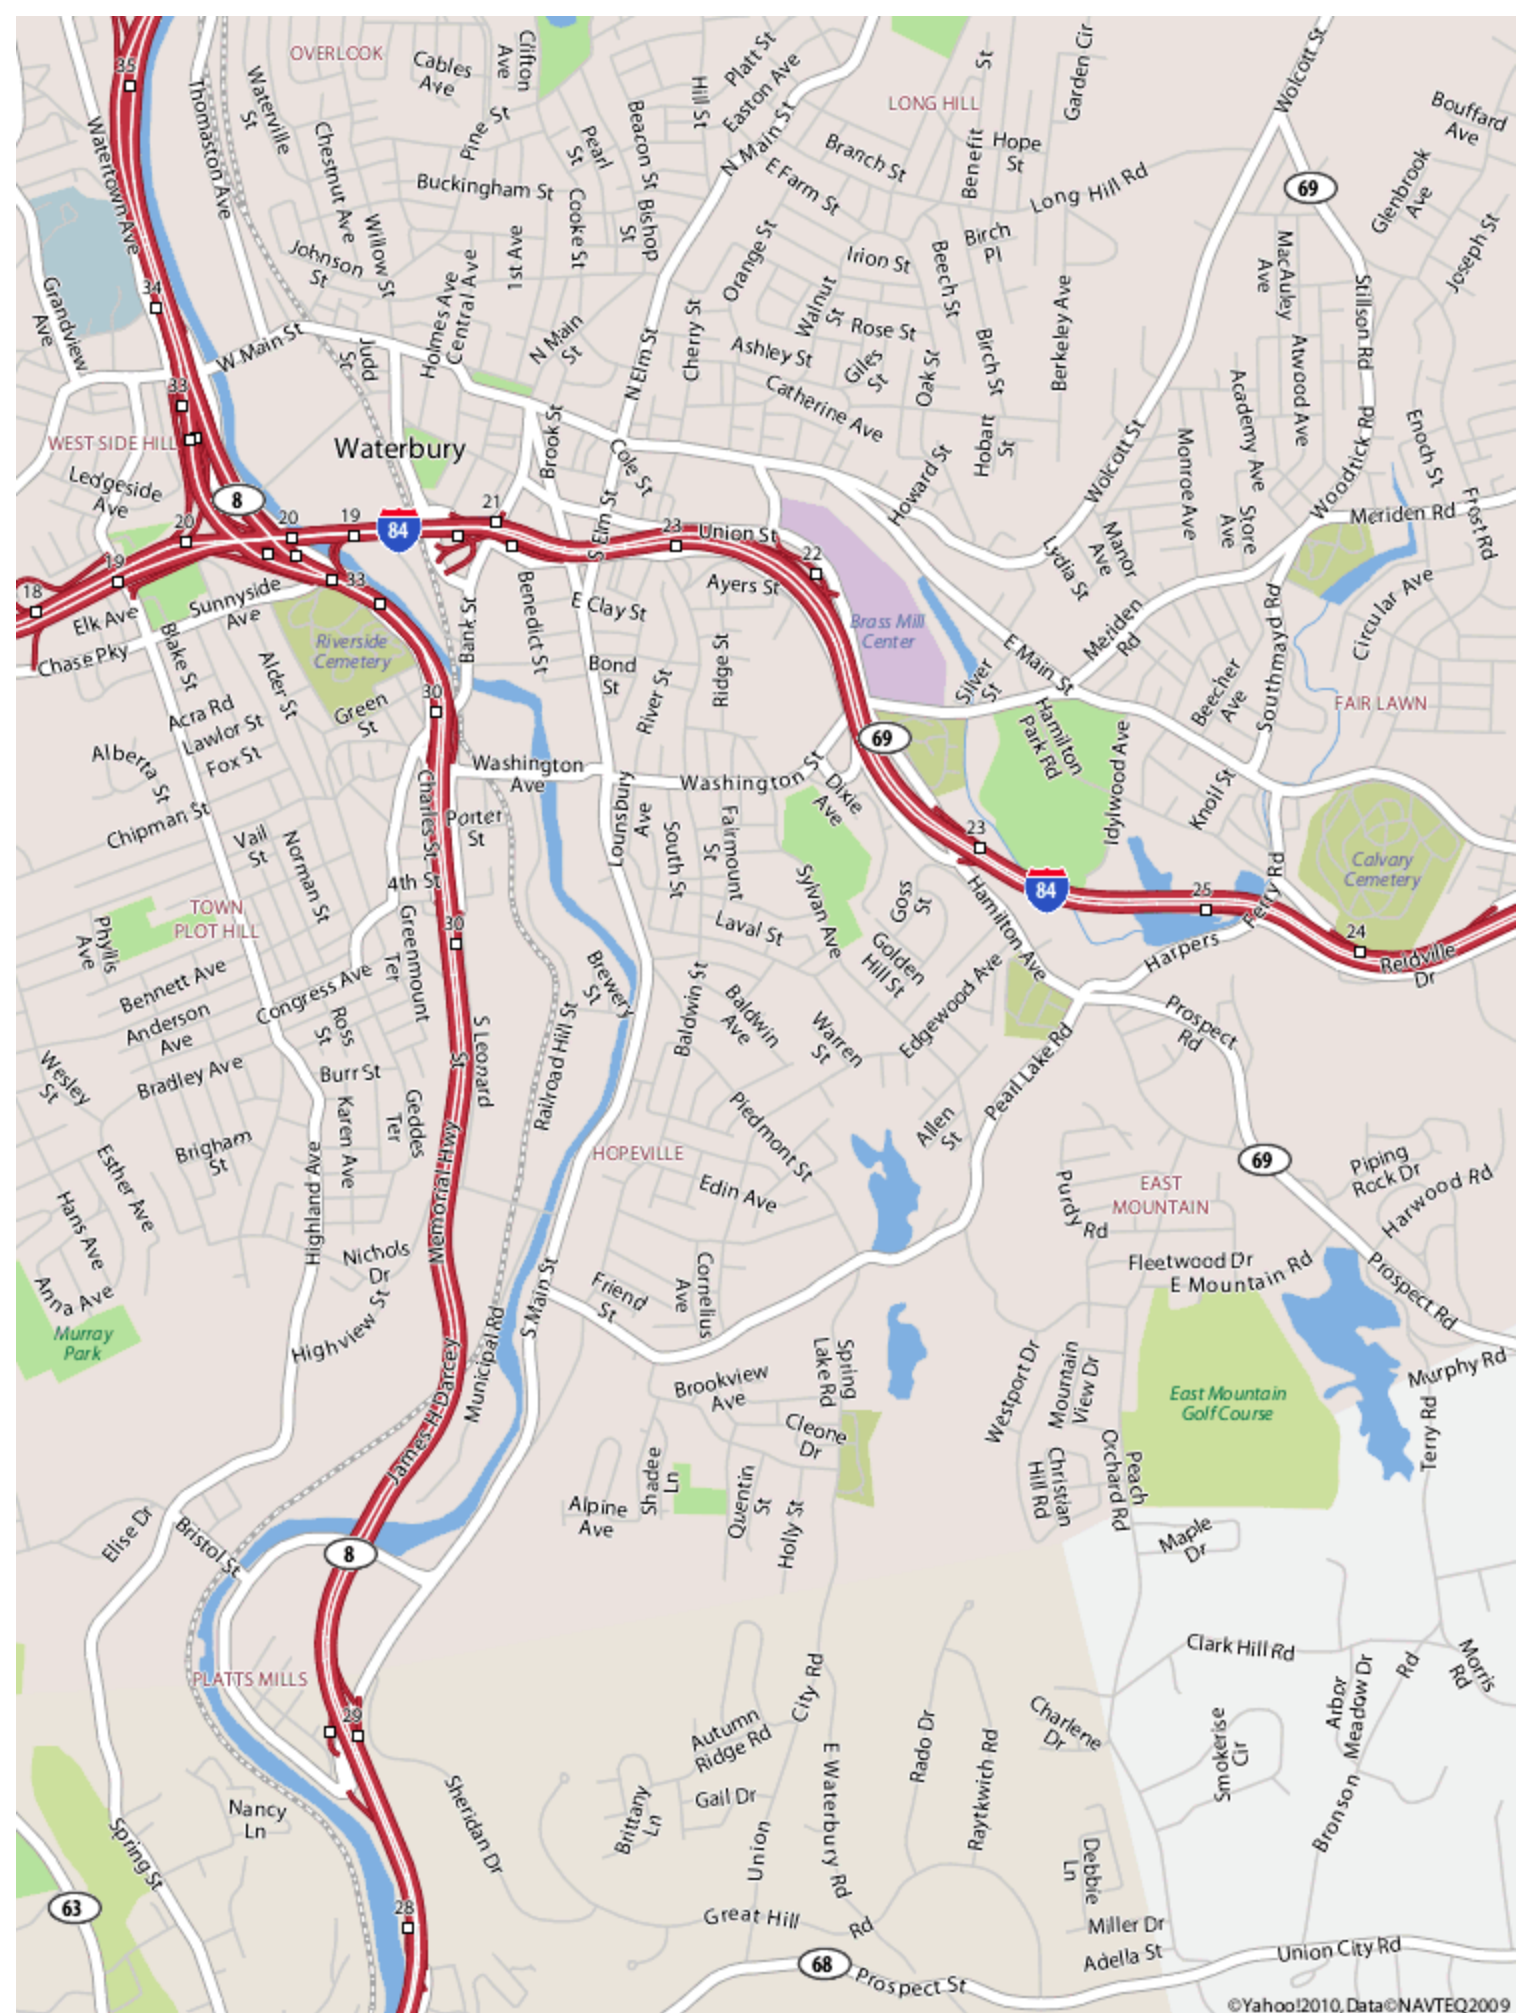 35
OVERLOOK
Cables
Ave
Clifton
Ave
Platt St
Easton Ave
Hill St
N Main St
LONG HILL
St
Garden Cir
Wolcott St
Bouffard
Ave
Thomaston Ave
Waterville
St
Chestnut Ave
Pine St
Pearl
St
Beacon St
Bishop
St
Branch St
Benefit
Hope
St
69
Glenbrook
Ave
Watertown Ave
Buckingham St
Cooke St
E Farm St
Long Hill Rd
Joseph St
Willow St
Johnson
St
1st Ave
Orange St
Irion St
Birch
Pl
Beech St
MacAuley
Ave
Stillson Rd
34
Grandview
Ave
W Main St
Judd
St
Holmes Ave
Central Ave
N Main
St
N Elm St
Cherry St
Walnut
St
Rose St
Ashley St
Giles
St
Oak St
Birch St
Berkeley Ave
Atwood Ave
Academy Ave
33
Catherine Ave
WEST SIDE HILL
Waterbury
Brook St
Cole St
Howard St
Hobart
St
Wolcott St
Monroe Ave
Woodtick Rd
Enoch St
Ledgeside
Ave
8
20
20
19
84
21
S Elm St
23
Union St
22
Store
Ave
Meriden Rd
Frost Rd
19
18
33
Manor
Ave
Lydia St
Elk Ave
Sunnyside
Ave
Ayers St
E Clay St
Benedict St
Bank St
Brass Mill
Center
Riverside
Cemetery
Chase Pky
Blake St
Alder St
Bond
St
River St
Ridge St
Silver
St
E Main St
Meriden
Rd
Southmayd Rd
Circular Ave
Beecher
Ave
FAIR LAWN
30
Acra Rd
Lawlor St
Fox St
Green
St
69
Hamilton
Park Rd
Idylwood Ave
Alberta St
Washington
Ave
Washington St
Dixie
Ave
Knoll St
Chipman St
Charles St
Porter
St
Lounsbury
Ave
South St
Fairmount
St
Vail
St
Norman St
23
84
Calvary
Cemetery
4th St
Goss
St
25
Perry Rd
TOWN
PLOT HILL
Phyllis
Ave
Greenmount
Ter
30
Sylvan Ave
Hamilton Ave
Laval St
Golden
Hill St
Harpers
24
Reidville
Dr
Bennett Ave
Congress Ave
Anderson
Ave
Brewery
St
Baldwin St
Baldwin
Ave
Warren
St
Edgewood Ave
Prospect
Rd
Ross
St
S Leonard
St
Railroad Hill St
Wesley
St
Bradley Ave
Burr St
Pearl Lake Rd
Geddes
Ter
Karen Ave
Piedmont St
Allen
St
Esther Ave
Brigham
St
HOPEVILLE
Highland Ave
Memorial Hwy
Edin Ave
Purdy
Rd
EAST
MOUNTAIN
69
Piping
Rock Dr
Harwood Rd
Hans Ave
Nichols
Dr
Fleetwood Dr
E Mountain Rd
Prospect Rd
Anna Ave
Murray
Park
Highview St
Municipal Rd
S Main St
Friend
St
Cornelius
Ave
James H Darcey
Spring
Lake Rd
Brookview
Ave
Westport Dr
Mountain
View Dr
East Mountain
Golf Course
Murphy Rd
Terry Rd
Cleone
Dr
Shadee
Ln
Quentin
St
Christian
Hill Rd
Peach
Orchard Rd
Elise Dr
Bristol St
Alpine
Ave
Holly St
Maple
Dr
8
PLATTS MILLS
Clark Hill Rd
Morris
Rd
Rd
Arbor
Meadow Dr
29
City Rd
Autumn
Ridge Rd
Rado Dr
Raytkwich Rd
Charlene
Dr
Smokerise
Cir
E Waterbury Rd
Gail Dr
Nancy
Ln
Sheridan Dr
Brittany
Ln
Union
Bronson
Spring St
Debbie
Ln
63
28
Great Hill
Rd
Miller Dr
Adella St
Union City Rd
68
Prospect St
©Yahoo!2010, Data©NAVTEQ2009